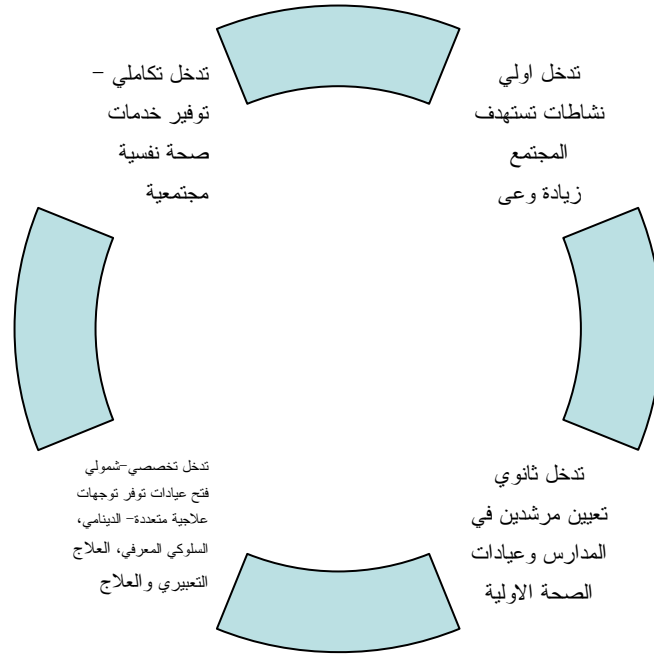 تدخل اولي
نشاطات تستهدف
المجتمع
زيادة وعى
تدخل ثانوي
تعيين مرشدين في
المدارس وعيادات
الصحة الاولية
تدخل تخصصي-شمولي
فتح عيادات توفر توجهات
علاجية متعددة- الدينامي،
السلوكي المعرفي، العلاج
التعبيري والعلاج
تدخل تكاملي –
توفير خدمات
صحة نفسية
مجتمعية